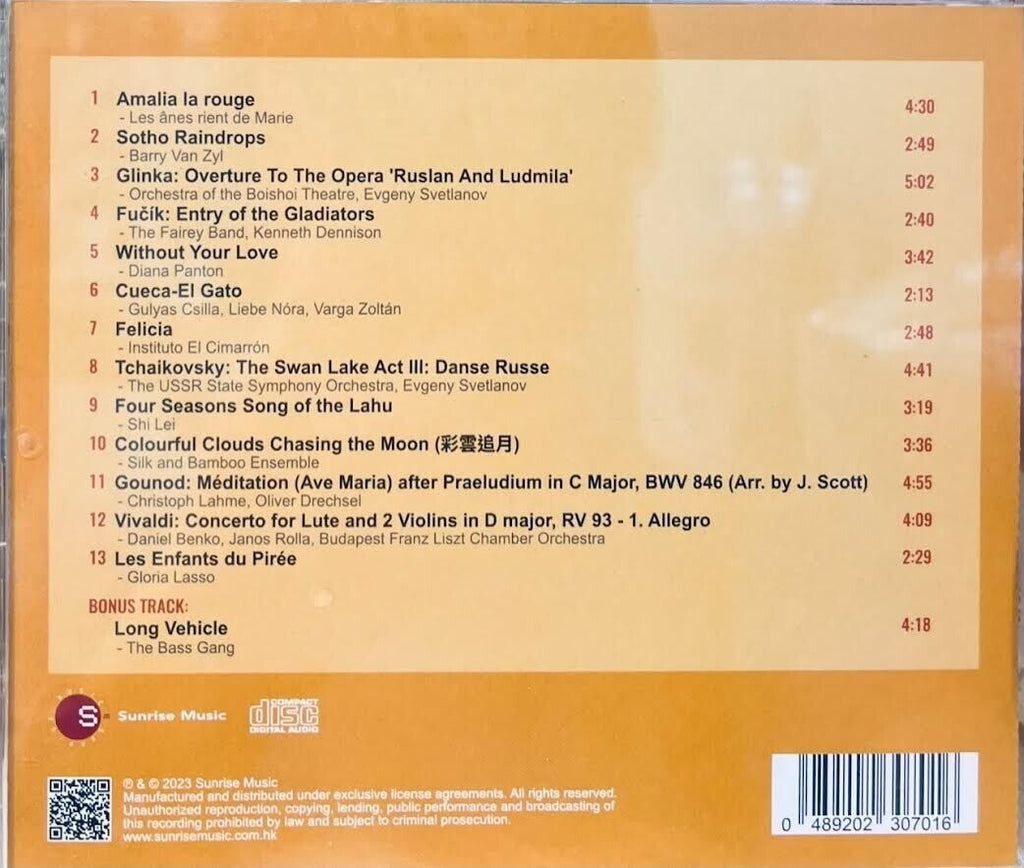 1 Amalia la rouge 4:30
- Les ânes rient de Marie
2 Sotho Raindrops 2:49
- Barry Van Zyl
3 Glinka: Overture To The Opera 'Ruslan And Ludmila' 5:02
- Orchestra of the Boishoi Theatre, Evgeny Svetlanov
4 Fučík: Entry of the Gladiators 2:40
- The Fairey Band, Kenneth Dennison
5 Without Your Love 3:42
- Diana Panton
6 Cueca-El Gato 2:13
- Gulyas Csilla, Liebe Nóra, Varga Zoltán
7 Felicia 2:48
- Instituto El Cimarrón
8 Tchaikovsky: The Swan Lake Act III: Danse Russe 4:41
- The USSR State Symphony Orchestra, Evgeny Svetlanov
9 Four Seasons Song of the Lahu 3:19
- Shi Lei
10 Colourful Clouds Chasing the Moon (彩雲追月) 3:36
- Silk and Bamboo Ensemble
11 Gounod: Méditation (Ave Maria) after Praeludium in C Major, BWV 846 (Arr. by J. Scott) 4:55
- Christoph Lahme, Oliver Drechsel
12 Vivaldi: Concerto for Lute and 2 Violins in D major, RV 93 - 1. Allegro 4:09
- Daniel Benko, Janos Rolla, Budapest Franz Liszt Chamber Orchestra
13 Les Enfants du Pirée 2:29
- Gloria Lasso
BONUS TRACK:
Long Vehicle 4:18
- The Bass Gang
S Sunrise Music
COMPACT
disc
DIGITAL AUDIO
℗ & © 2023 Sunrise Music
Manufactured and distributed under exclusive license agreements. All rights reserved.
Unauthorized reproduction, copying, lending, public performance and broadcasting of
this recording prohibited by law and subject to criminal prosecution.
www.sunrisemusic.com.hk
0 489202 307016